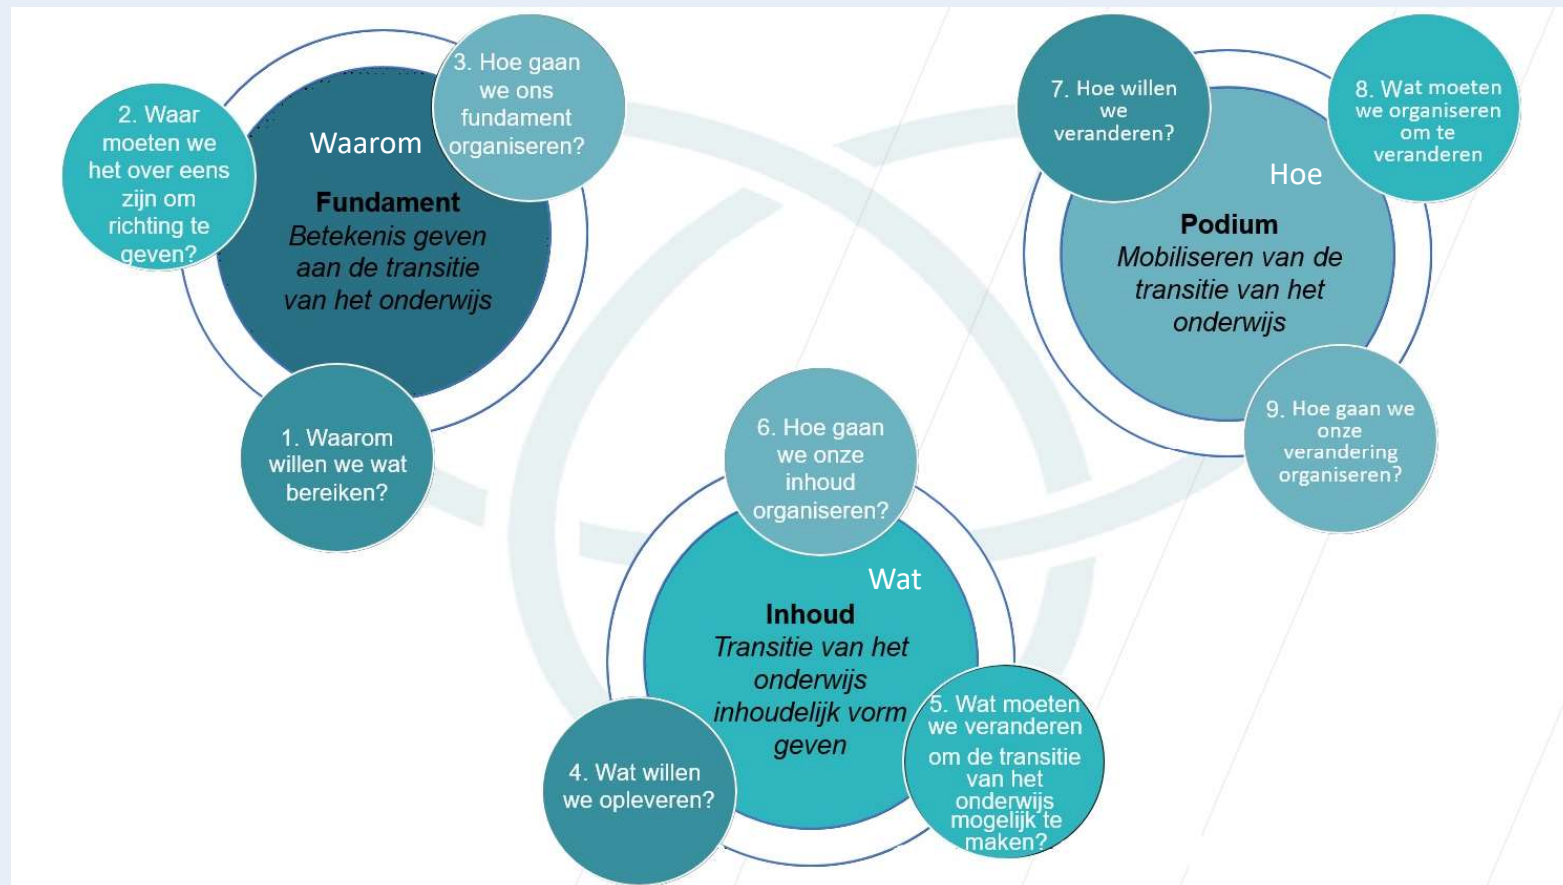 Waarom
Fundament
Betekenis geven
aan de transitie
van het onderwijs
1. Waarom
willen we wat
bereiken?
2. Waar
moeten we
het over eens
zijn om
richting te
geven?
3. Hoe gaan
we ons
fundament
organiseren?
Wat
Inhoud
Transitie van het
onderwijs
inhoudelijk vorm
geven
4. Wat willen
we opleveren?
5. Wat moeten
we veranderen
om de transitie
van het
onderwijs
mogelijk te
maken?
6. Hoe gaan
we onze
inhoud
organiseren?
Hoe
Podium
Mobiliseren van de
transitie van het
onderwijs
7. Hoe willen
we
veranderen?
8. Wat moeten
we organiseren
om te
veranderen
9. Hoe gaan we
onze
verandering
organiseren?